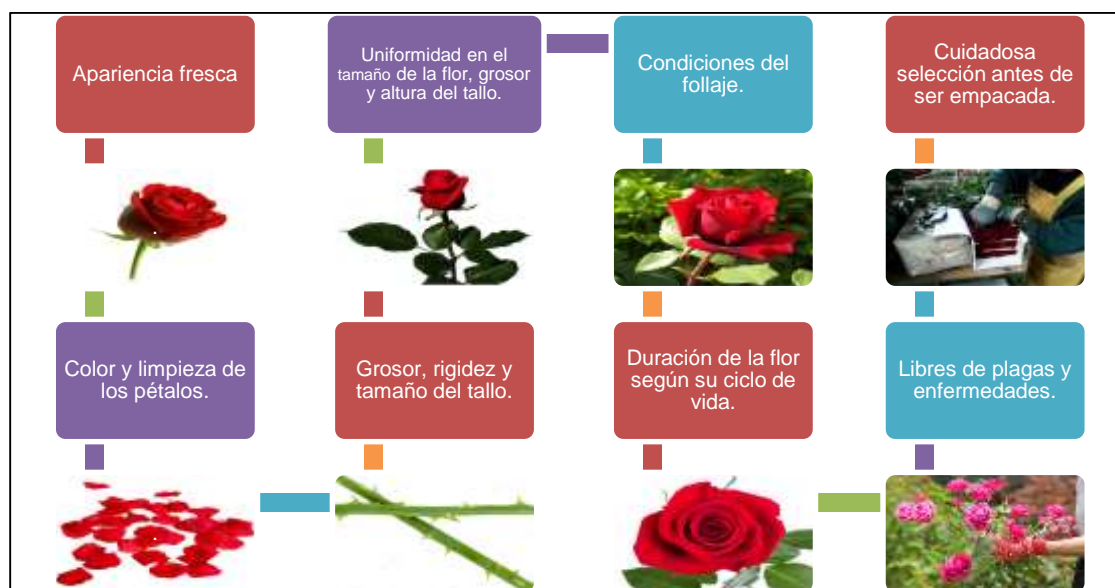 Apariencia fresca
Uniformidad en el
tamaño de la flor, grosor
y altura del tallo.
Condiciones del
follaje.
Cuidadosa
selección antes de
ser empacada.
Color y limpieza de
los pétalos.
Grosor, rigidez y
tamaño del tallo.
Duración de la flor
según su ciclo de
vida.
Libres de plagas y
enfermedades.